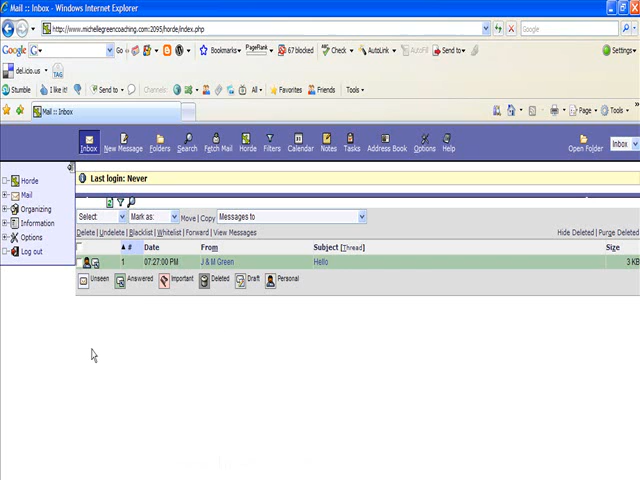 Mail :: Inbox - Windows Internet Explorer
http://www.michellegreencoaching.com:2095/horde/index.php
Google
Google G Go Bookmarks PageRank 67 blocked Check AutoLink AutoFill Send to Settings
del.icio.us TAG
Stumble I like it! Send to Channels: All Favorites Friends Tools
Mail :: Inbox Page Tools
Inbox New Message Folders Search Fetch Mail Horde Filters Calendar Notes Tasks Address Book Options Help Open Folder Inbox
Horde
Mail
Organizing
Information
Options
Log out
Last login: Never
Select Mark as: Move | Copy Messages to
Delete | Undelete | Blacklist | Whitelist | Forward | View Messages Hide Deleted | Purge Deleted
# Date From Subject [Thread] Size
1 07:27:00 PM J & M Green Hello 3 KB
Unseen Answered Important Deleted Draft Personal